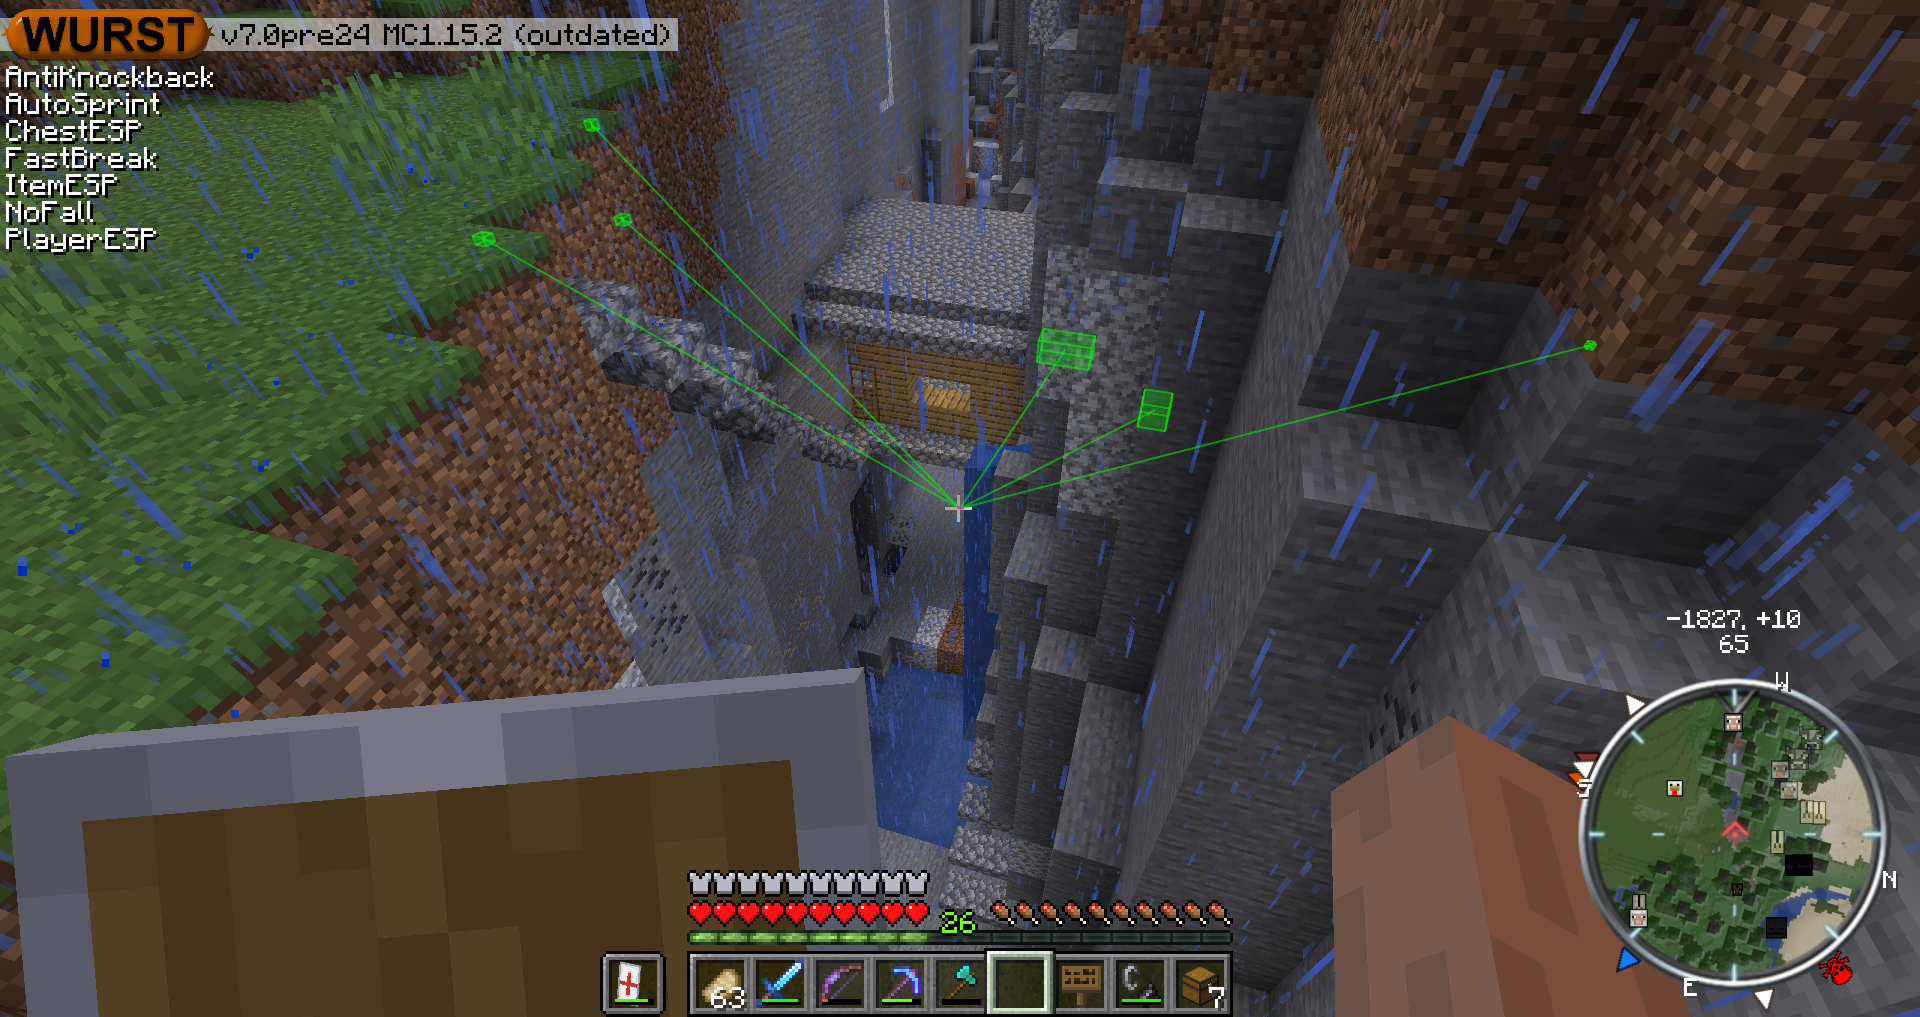 WURST v7.0pre24 MC1.15.2 (outdated)
AntiKnockback
AutoSprint
ChestESP
FastBreak
ItemESP
NoFall
PlayerESP
-1827, +10
65
W
S
N
E
26
63
7